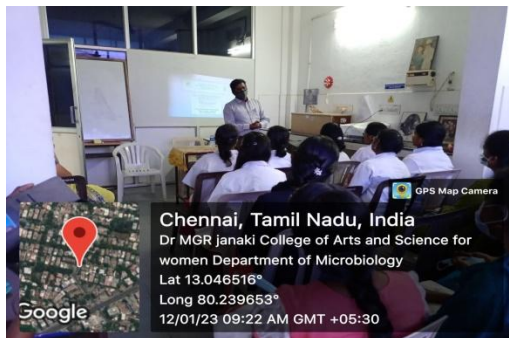 GPS Map Camera
Chennai, Tamil Nadu, India
Dr MGR janaki College of Arts and Science for
women Department of Microbiology
Lat 13.046516°
Long 80.239653°
12/01/23 09:22 AM GMT +05:30
Google